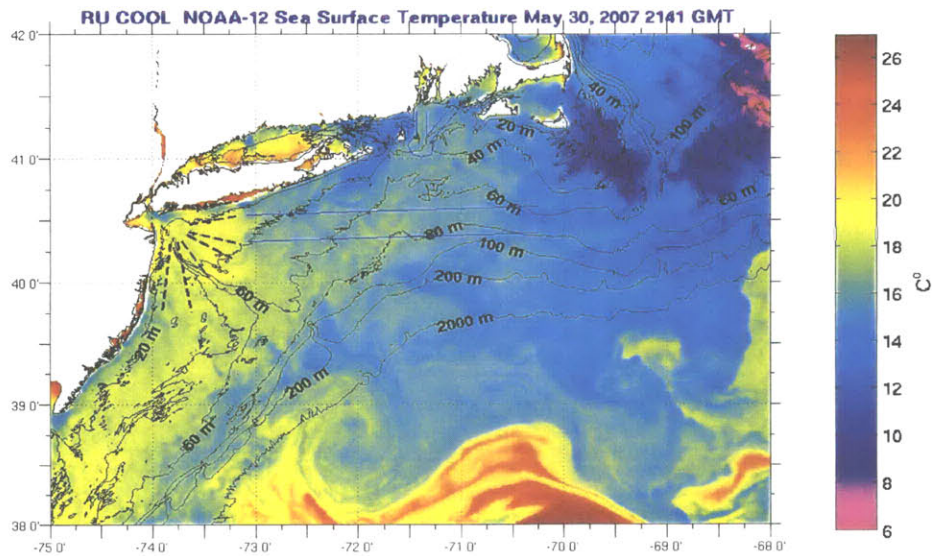 RU COOL NOAA-12 Sea Surface Temperature May 30, 2007 2141 GMT
42 0'
41 0'
40 0'
39 0'
38 0'
-75 0'
-74 0'
-73 0'
-72 0'
-71 0'
-70 0'
-69 0'
-68 0'
40 m
100 m
20 m
40 m
60 m
60 m
80 m
100 m
200 m
2000 m
60 m
20 m
200 m
60 m
26
24
22
20
18
16
14
12
10
8
6
C°